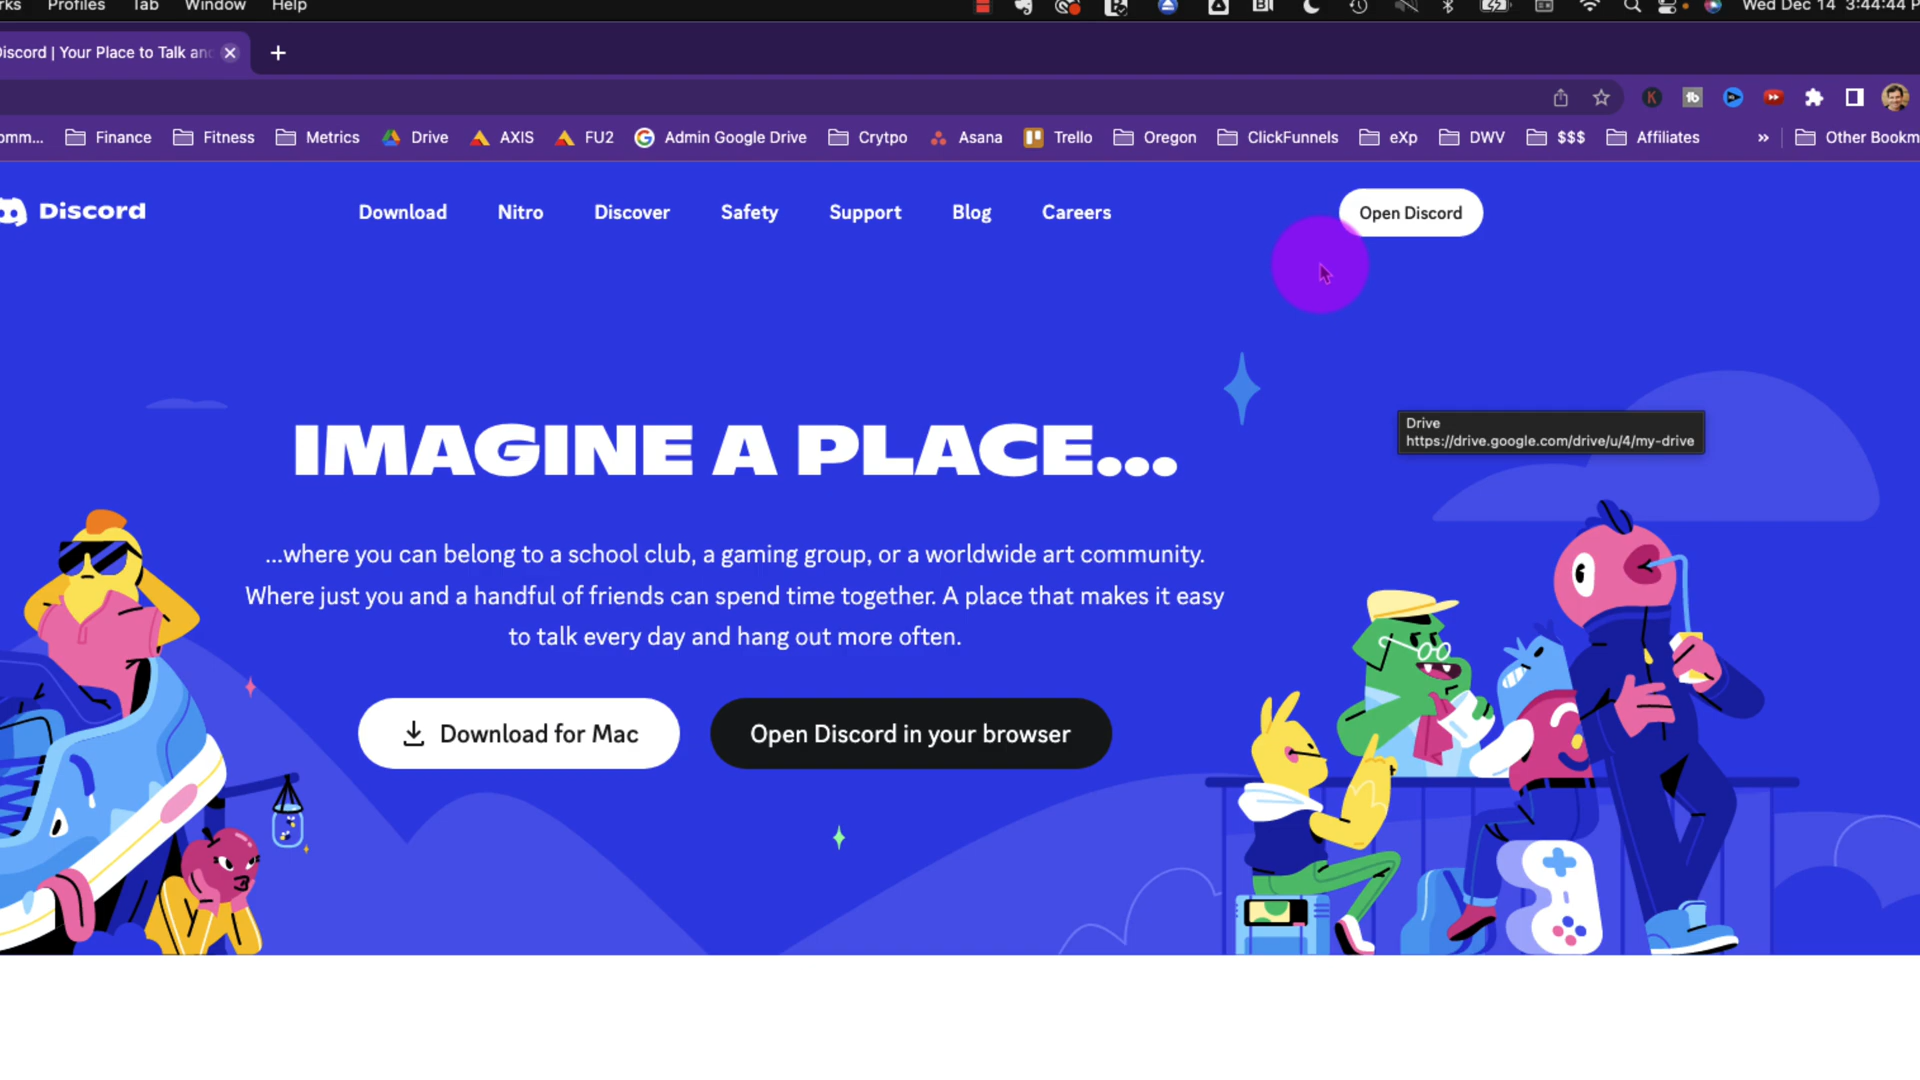 rks Profiles Tab Window Help Wed Dec 14 3:44:44 P
Discord | Your Place to Talk an
omm... Finance Fitness Metrics Drive AXIS FU2 Admin Google Drive Crytpo Asana Trello Oregon ClickFunnels eXp DWV $$$ Affiliates » Other Bookm
Discord Download Nitro Discover Safety Support Blog Careers Open Discord
Drive
https://drive.google.com/drive/u/4/my-drive
IMAGINE A PLACE...
...where you can belong to a school club, a gaming group, or a worldwide art community.
Where just you and a handful of friends can spend time together. A place that makes it easy
to talk every day and hang out more often.
Download for Mac Open Discord in your browser